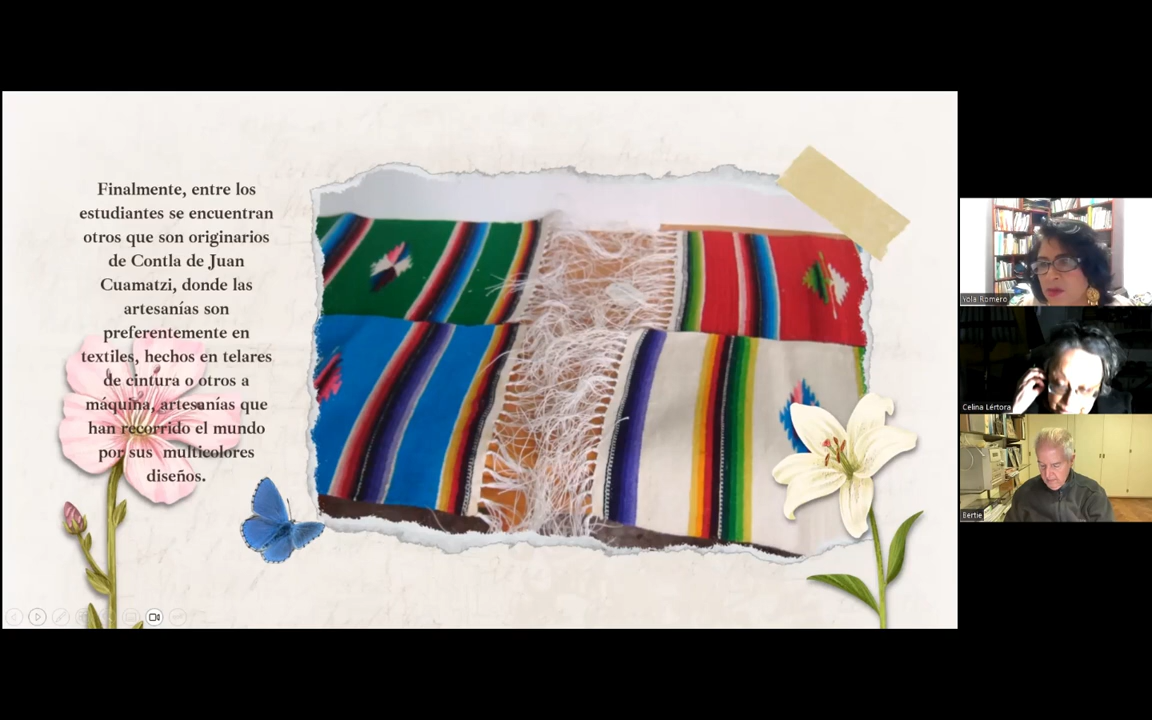 Finalmente, entre los
estudiantes se encuentran
otros que son originarios
de Contla de Juan
Cuamatzi, donde las
artesanías son
preferentemente en
textiles, hechos en telares
de cintura o otros a
máquina, artesanías que
han recorrido el mundo
por sus multicolores
diseños.
Yola Romero
Celina Lértora
Bertie